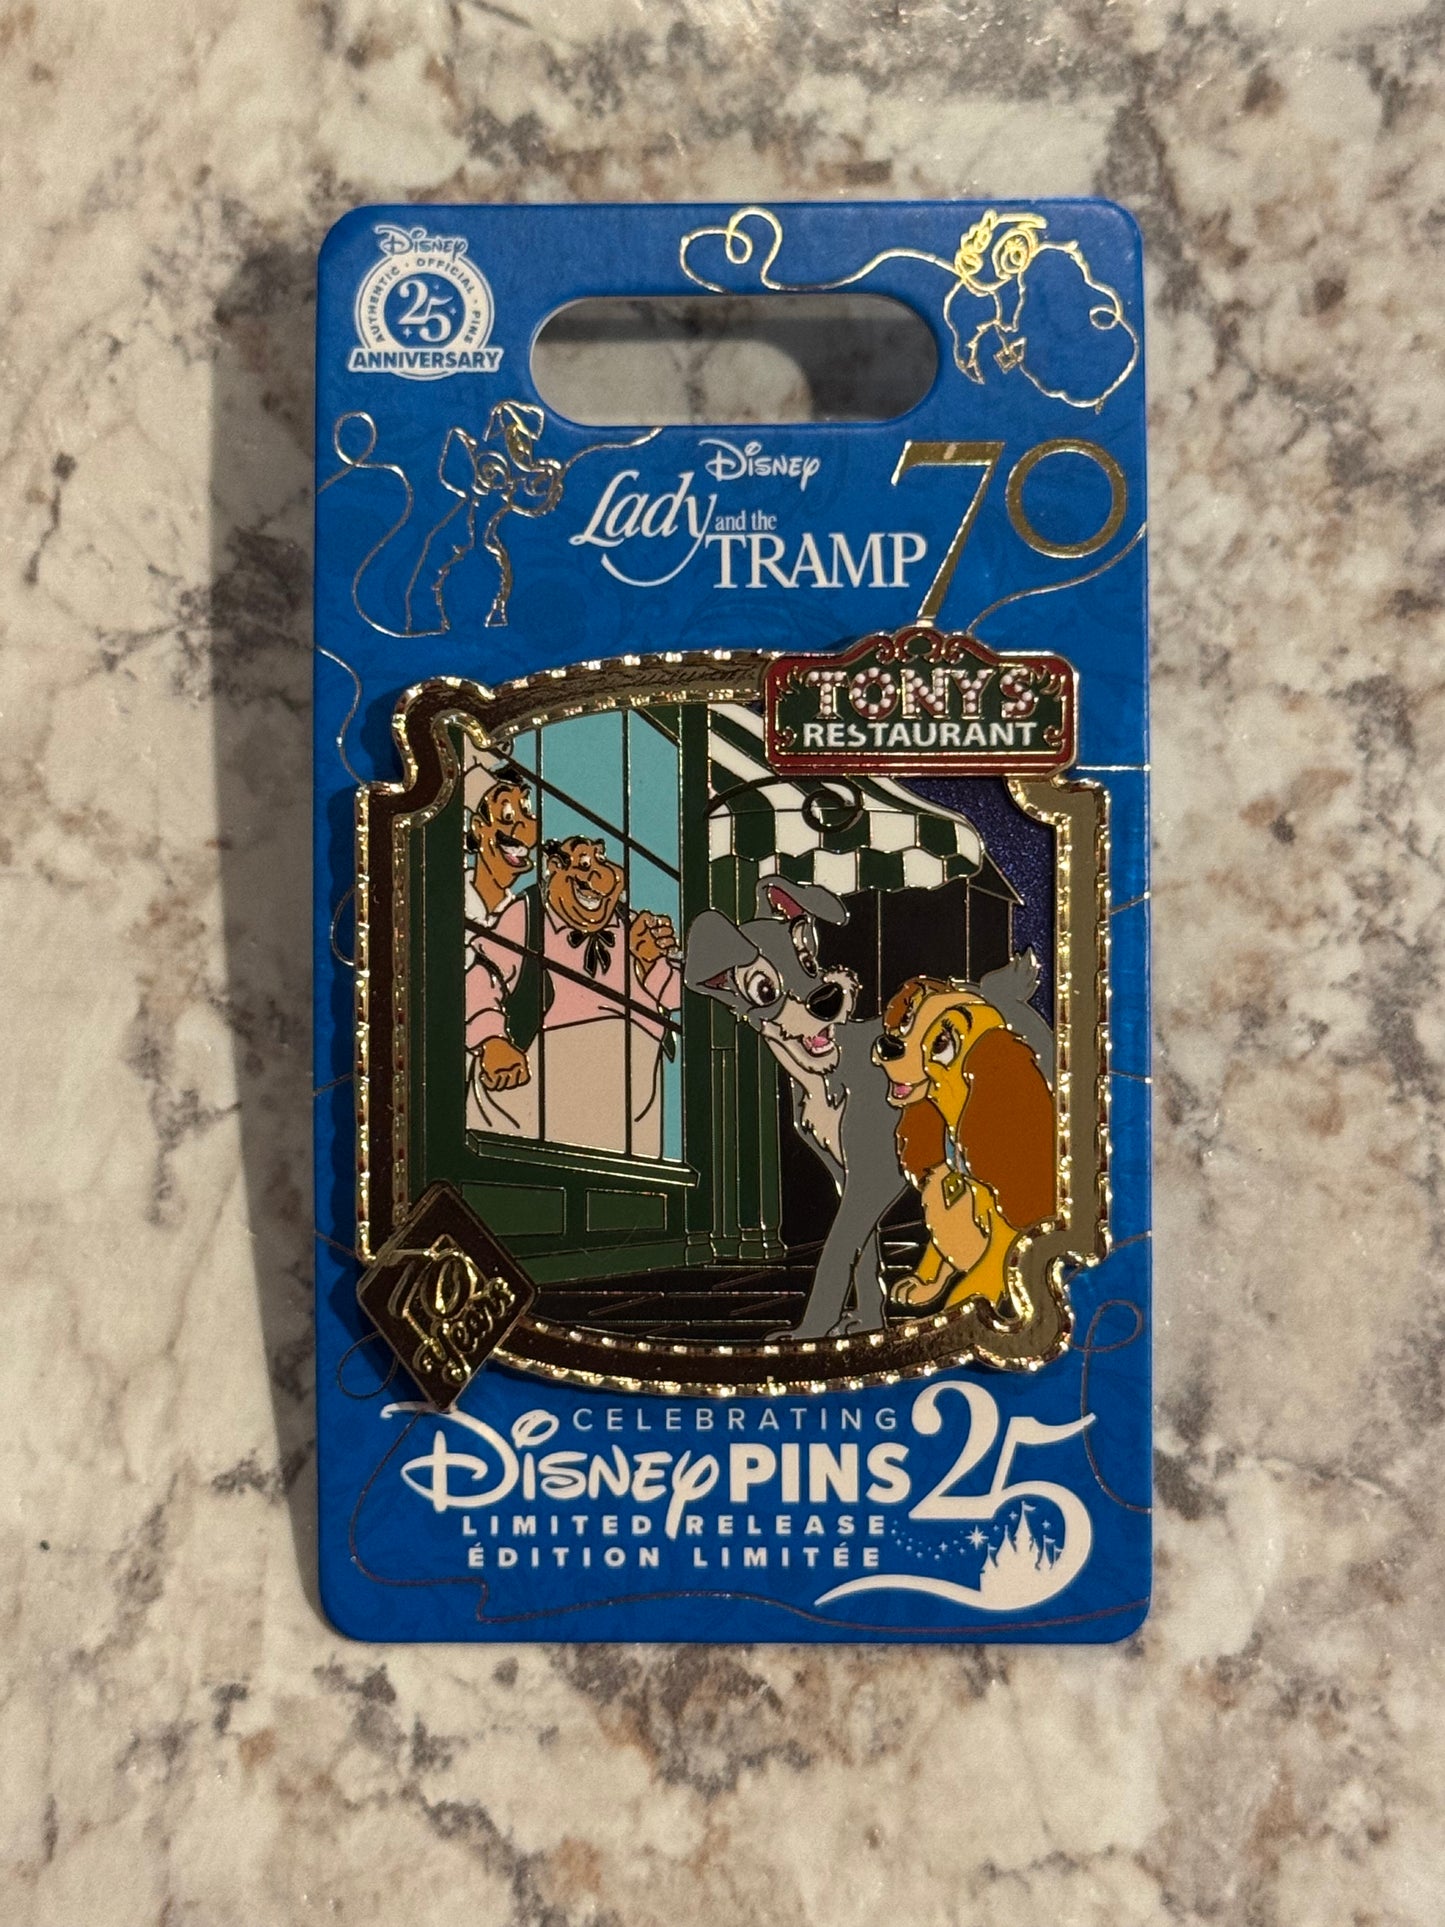 Disney
AUTHENTIC • OFFICIAL • PINS
25
ANNIVERSARY
Disney
Lady and the TRAMP
70
TONY'S
RESTAURANT
70
Years
CELEBRATING
Disney PINS 25
LIMITED RELEASE
ÉDITION LIMITÉE